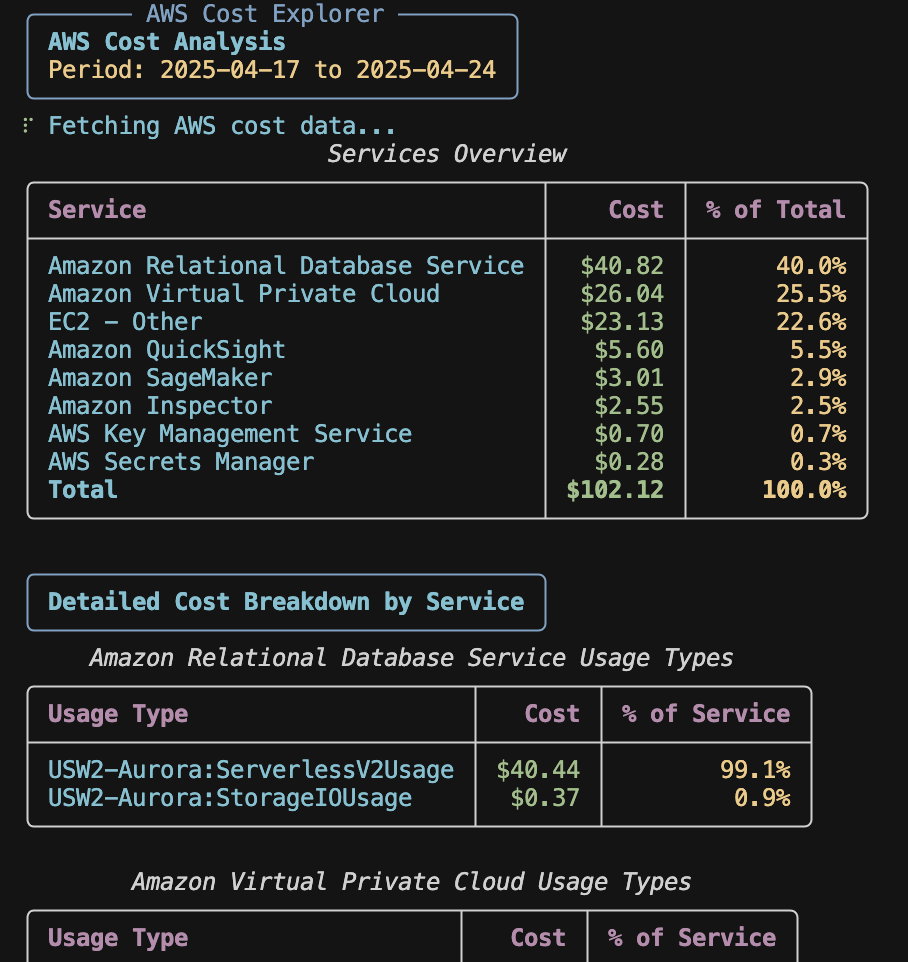 AWS Cost Explorer
AWS Cost Analysis
Period: 2025-04-17 to 2025-04-24
Fetching AWS cost data...
Services Overview
Service Cost % of Total
Amazon Relational Database Service $40.82 40.0%
Amazon Virtual Private Cloud $26.04 25.5%
EC2 - Other $23.13 22.6%
Amazon QuickSight $5.60 5.5%
Amazon SageMaker $3.01 2.9%
Amazon Inspector $2.55 2.5%
AWS Key Management Service $0.70 0.7%
AWS Secrets Manager $0.28 0.3%
Total $102.12 100.0%
Detailed Cost Breakdown by Service
Amazon Relational Database Service Usage Types
Usage Type Cost % of Service
USW2-Aurora:ServerlessV2Usage $40.44 99.1%
USW2-Aurora:StorageIOUsage $0.37 0.9%
Amazon Virtual Private Cloud Usage Types
Usage Type Cost % of Service